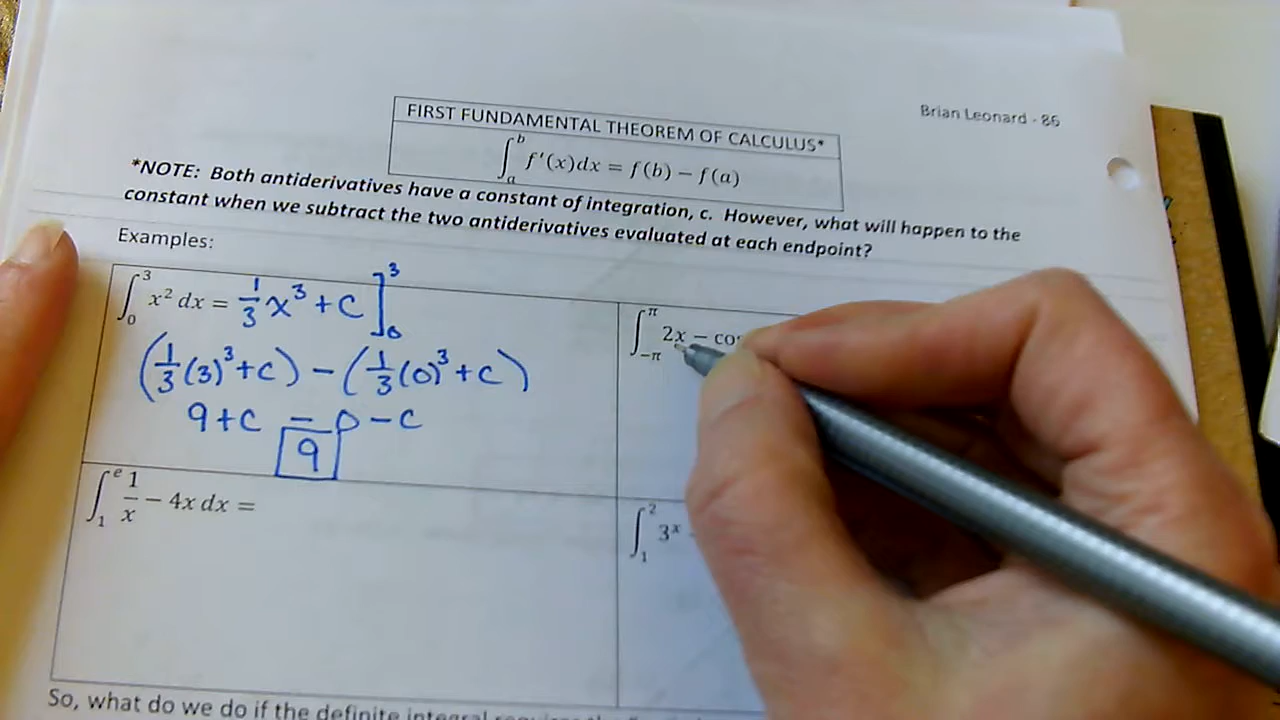 Brian Leonard - 86
FIRST FUNDAMENTAL THEOREM OF CALCULUS*
∫_a^b f'(x)dx = f(b) − f(a)
*NOTE: Both antiderivatives have a constant of integration, c. However, what will happen to the
constant when we subtract the two antiderivatives evaluated at each endpoint?
Examples:
∫_0^3 x² dx = 1/3 x³ + C ]_0^3
(1/3 (3)³ + C) − (1/3 (0)³ + C)
9 + C − 0 − C
9
∫_{−π}^{π} 2x −
∫_1^e 1/x − 4x dx =
∫_1^2 3^x
So, what do we do if the definite integral